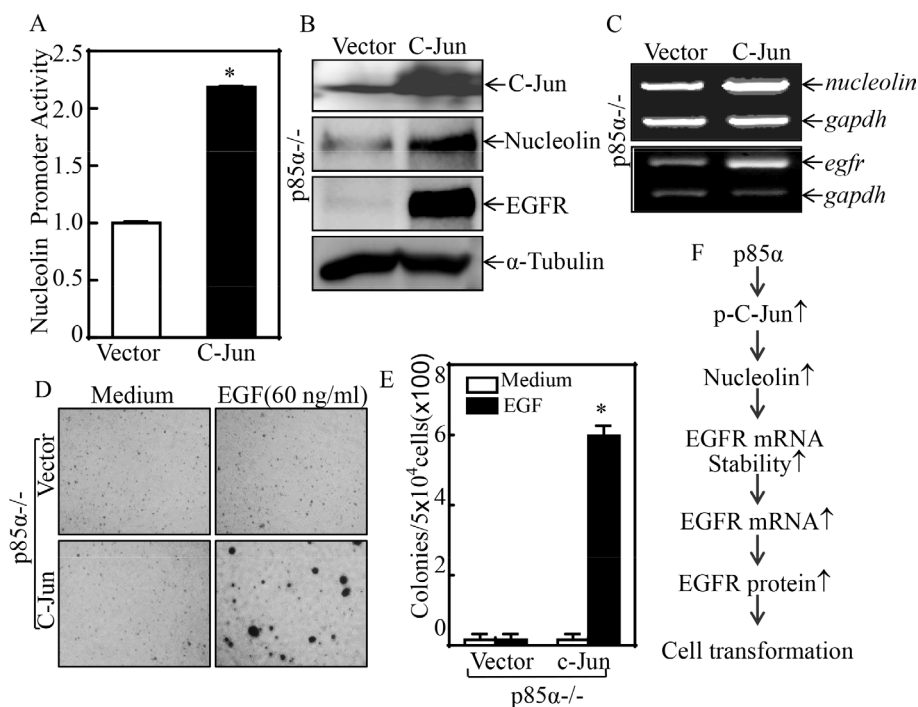 A
Nucleolin Promoter Activity
2.5
2.0
1.0
0.5
0
*
Vector C-Jun
B
Vector C-Jun
p85α-/-
C-Jun
Nucleolin
EGFR
α-Tubulin
C
Vector C-Jun
p85α-/-
nucleolin
gapdh
egfr
gapdh
D
Medium EGF(60 ng/ml)
p85α-/-
Vector
C-Jun
E
Colonies/5x10⁴cells(x100)
8
6
4
2
0
Medium
EGF
*
Vector c-Jun
p85α-/-
F
p85α
p-C-Jun↑
Nucleolin↑
EGFR mRNA
Stability↑
EGFR mRNA↑
EGFR protein↑
Cell transformation